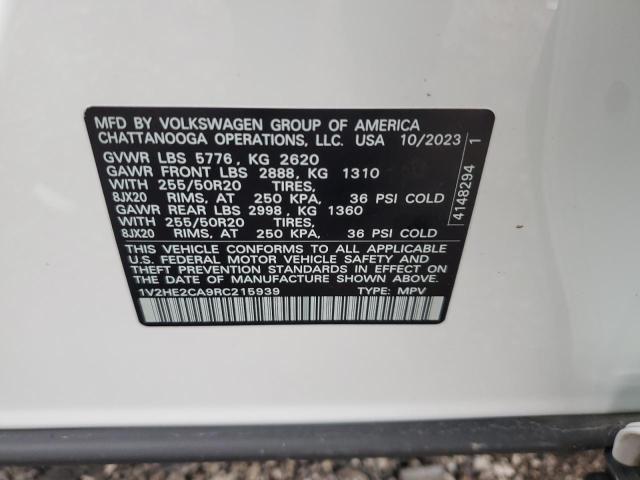 MFD BY VOLKSWAGEN GROUP OF AMERICA
CHATTANOOGA OPERATIONS, LLC. USA 10/2023
GVWR LBS 5776, KG 2620
GAWR FRONT LBS 2888, KG 1310
WITH 255/50R20 TIRES,
8JX20 RIMS, AT 250 KPA, 36 PSI COLD
GAWR REAR LBS 2998, KG 1360
WITH 255/50R20 TIRES,
8JX20 RIMS, AT 250 KPA, 36 PSI COLD
THIS VEHICLE CONFORMS TO ALL APPLICABLE
U.S. FEDERAL MOTOR VEHICLE SAFETY AND
THEFT PREVENTION STANDARDS IN EFFECT ON
THE DATE OF MANUFACTURE SHOWN ABOVE.
1V2HE2CA9RC215939 TYPE: MPV
4148294 1